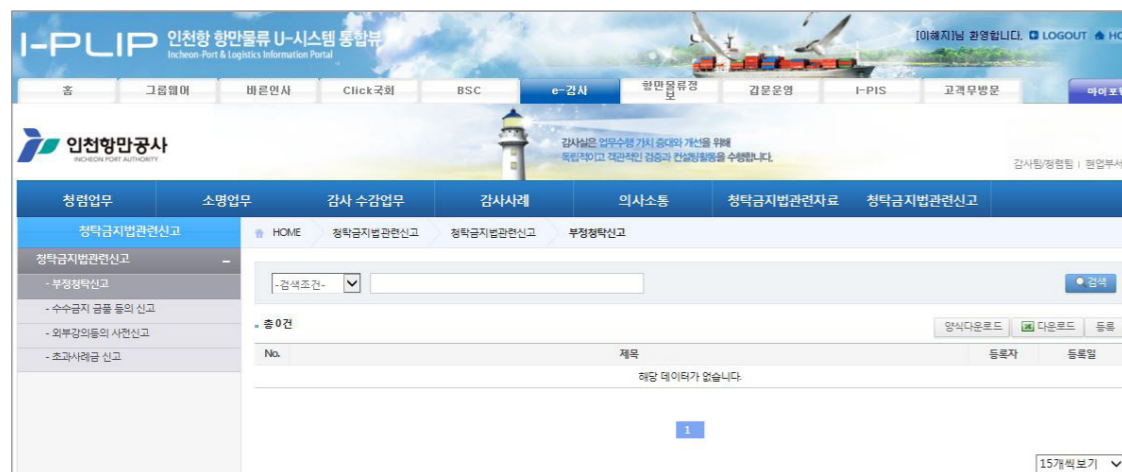 I-PLIP 인천항 항만물류 U-시스템 통합뷰
Incheon-Port & Logistics Information Portal
[이해지]님 환영합니다. LOGOUT HO
홈 그룹웨어 바른인사 Click국회 BSC e-감사 항만물류정보 갑문운영 I-PIS 고객무방문 마이포
인천항만공사
INCHEON PORT AUTHORITY
감사실은 업무수행 가치 증대와 개선을 위해
독립적이고 객관적인 검증과 컨설팅활동을 수행합니다.
감사팀/청렴팀 | 현업부서
청렴업무 소명업무 감사 수감업무 감사사례 의사소통 청탁금지법관련자료 청탁금지법관련신고
청탁금지법관련신고
HOME 청탁금지법관련신고 청탁금지법관련신고 부정청탁신고
청탁금지법관련신고 -
- 부정청탁신고
- 수수금지 금품 등의 신고
- 외부강의등의 사전신고
- 초과사례금 신고
-검색조건- 검색
총 0 건
양식다운로드 다운로드 등록
No. 제목 등록자 등록일
해당 데이터가 없습니다.
1
15개씩보기